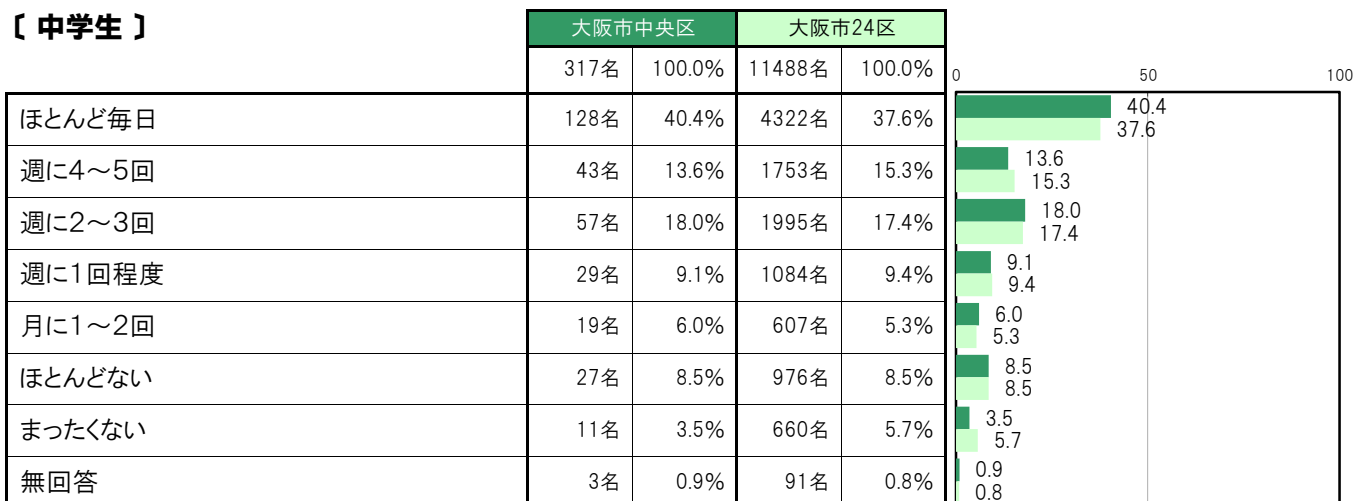 〔 中学生 〕
大阪市中央区 大阪市24区
317名 100.0% 11488名 100.0%
0 50 100
ほとんど毎日 128名 40.4% 4322名 37.6% 40.4
37.6
週に4～5回 43名 13.6% 1753名 15.3% 13.6
15.3
週に2～3回 57名 18.0% 1995名 17.4% 18.0
17.4
週に1回程度 29名 9.1% 1084名 9.4% 9.1
9.4
月に1～2回 19名 6.0% 607名 5.3% 6.0
5.3
ほとんどない 27名 8.5% 976名 8.5% 8.5
8.5
まったくない 11名 3.5% 660名 5.7% 3.5
5.7
無回答 3名 0.9% 91名 0.8% 0.9
0.8